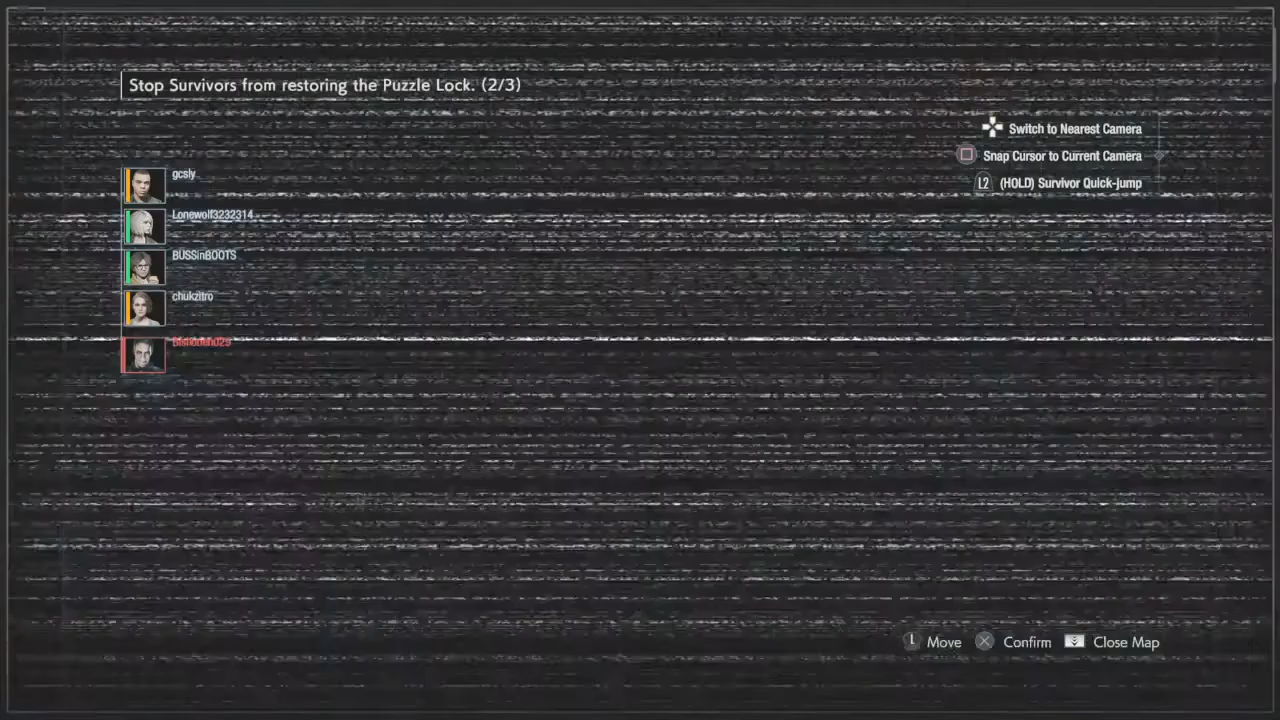 Stop Survivors from restoring the Puzzle Lock. (2/3)
Switch to Nearest Camera
Snap Cursor to Current Camera
L2 (HOLD) Survivor Quick-jump
gcsly
Lonewolf3232314
BUSSinBOOTS
chukzitro
L Move Confirm Close Map